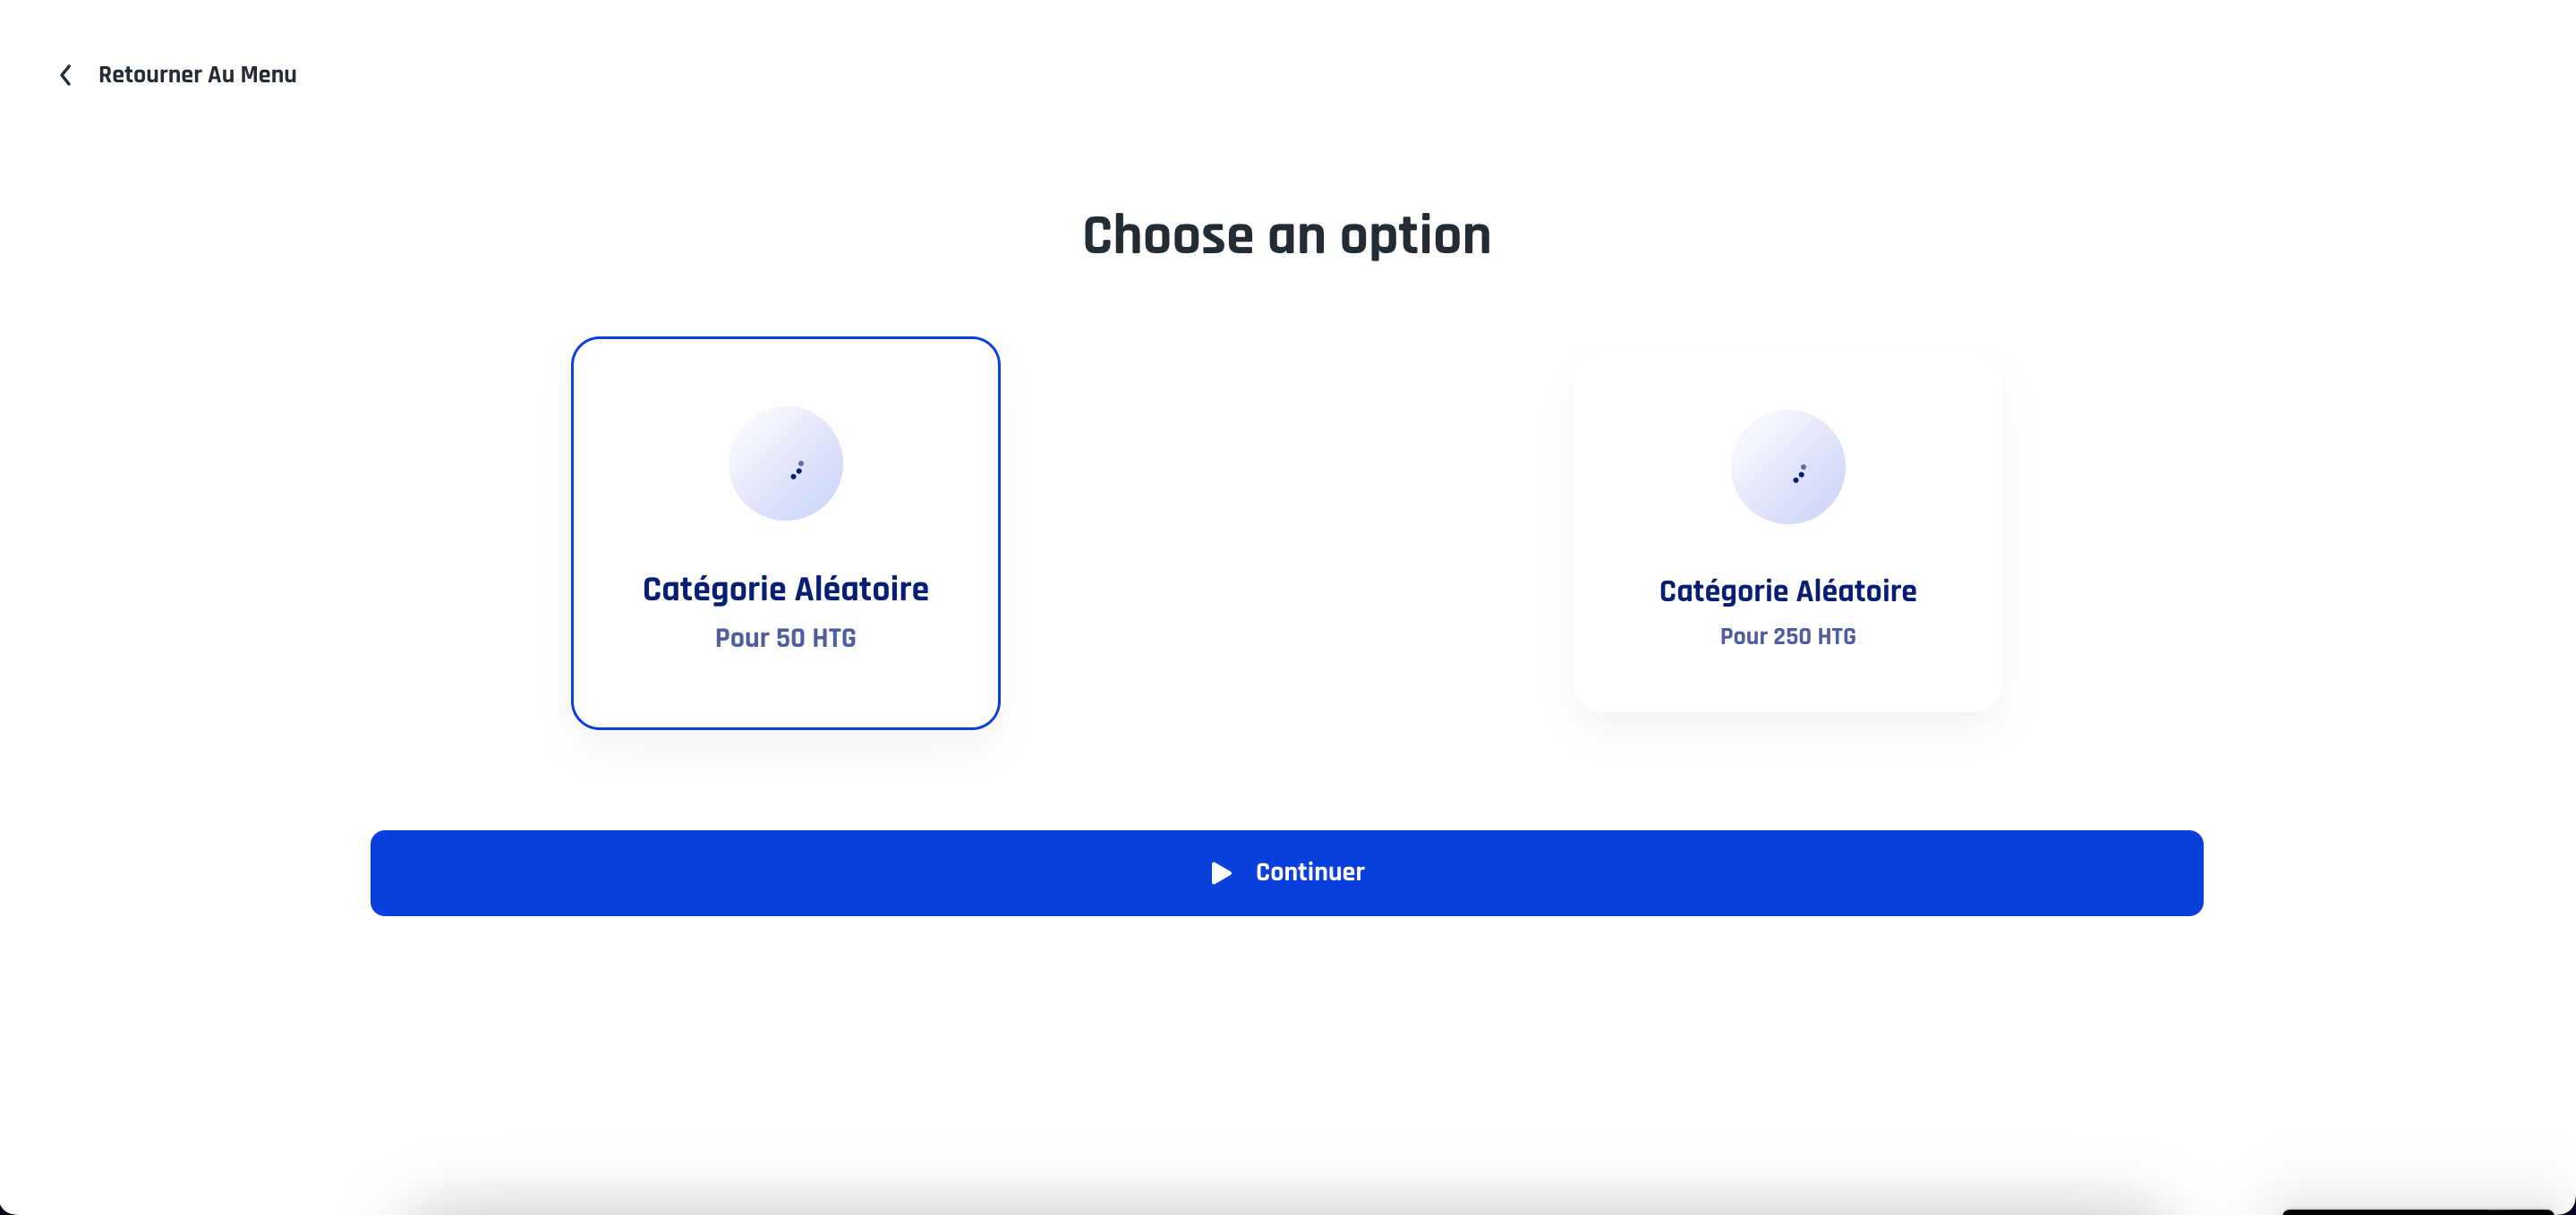 Retourner Au Menu
Choose an option
Catégorie Aléatoire
Pour 50 HTG
Catégorie Aléatoire
Pour 250 HTG
Continuer